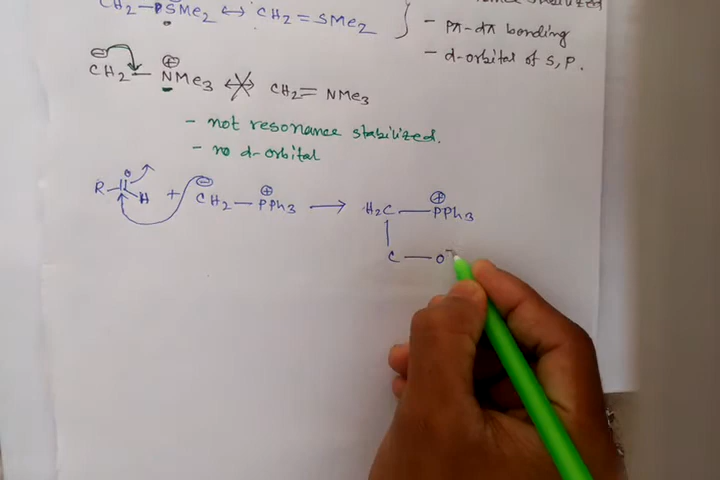 CH2 — SMe2 ↔ CH2 = SMe2
- pπ-dπ bonding
- d-orbital of S, P.
⊖ ⊕
CH2 — NMe3 ↔ CH2 = NMe3
- not resonance stabilized.
- no d-orbital
O ⊖ ⊕ ⊕
R H + CH2 — PPh3 → H2C — PPh3
C — O⁻